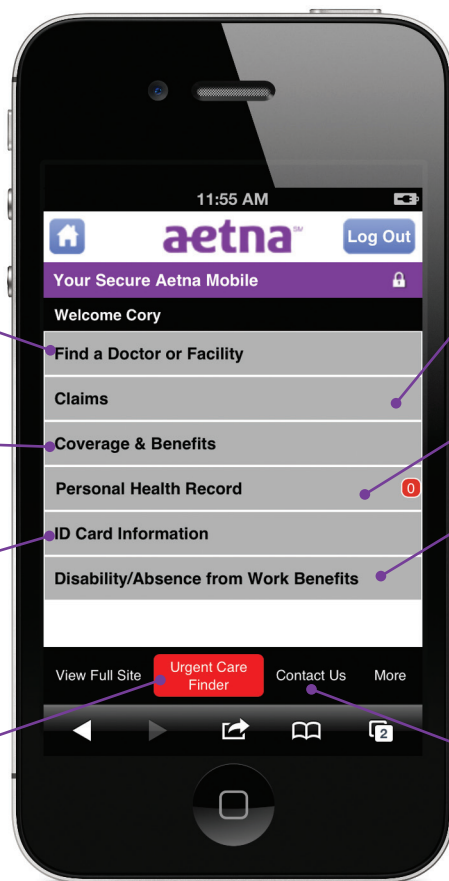 11:55 AM
aetna℠
Log Out
Your Secure Aetna Mobile
Welcome Cory
Find a Doctor or Facility
Claims
Coverage & Benefits
Personal Health Record
0
ID Card Information
Disability/Absence from Work Benefits
View Full Site
Urgent Care
Finder
Contact Us
More
2